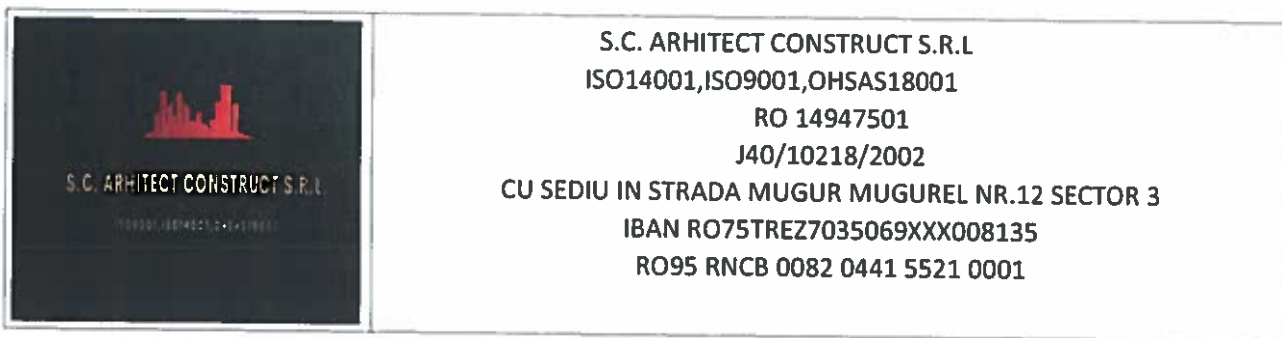 S.C. ARHITECT CONSTRUCT S.R.L
S.C. ARHITECT CONSTRUCT S.R.L
ISO14001,ISO9001,OHSAS18001
RO 14947501
J40/10218/2002
CU SEDIU IN STRADA MUGUR MUGUREL NR.12 SECTOR 3
IBAN RO75TREZ7035069XXX008135
RO95 RNCB 0082 0441 5521 0001